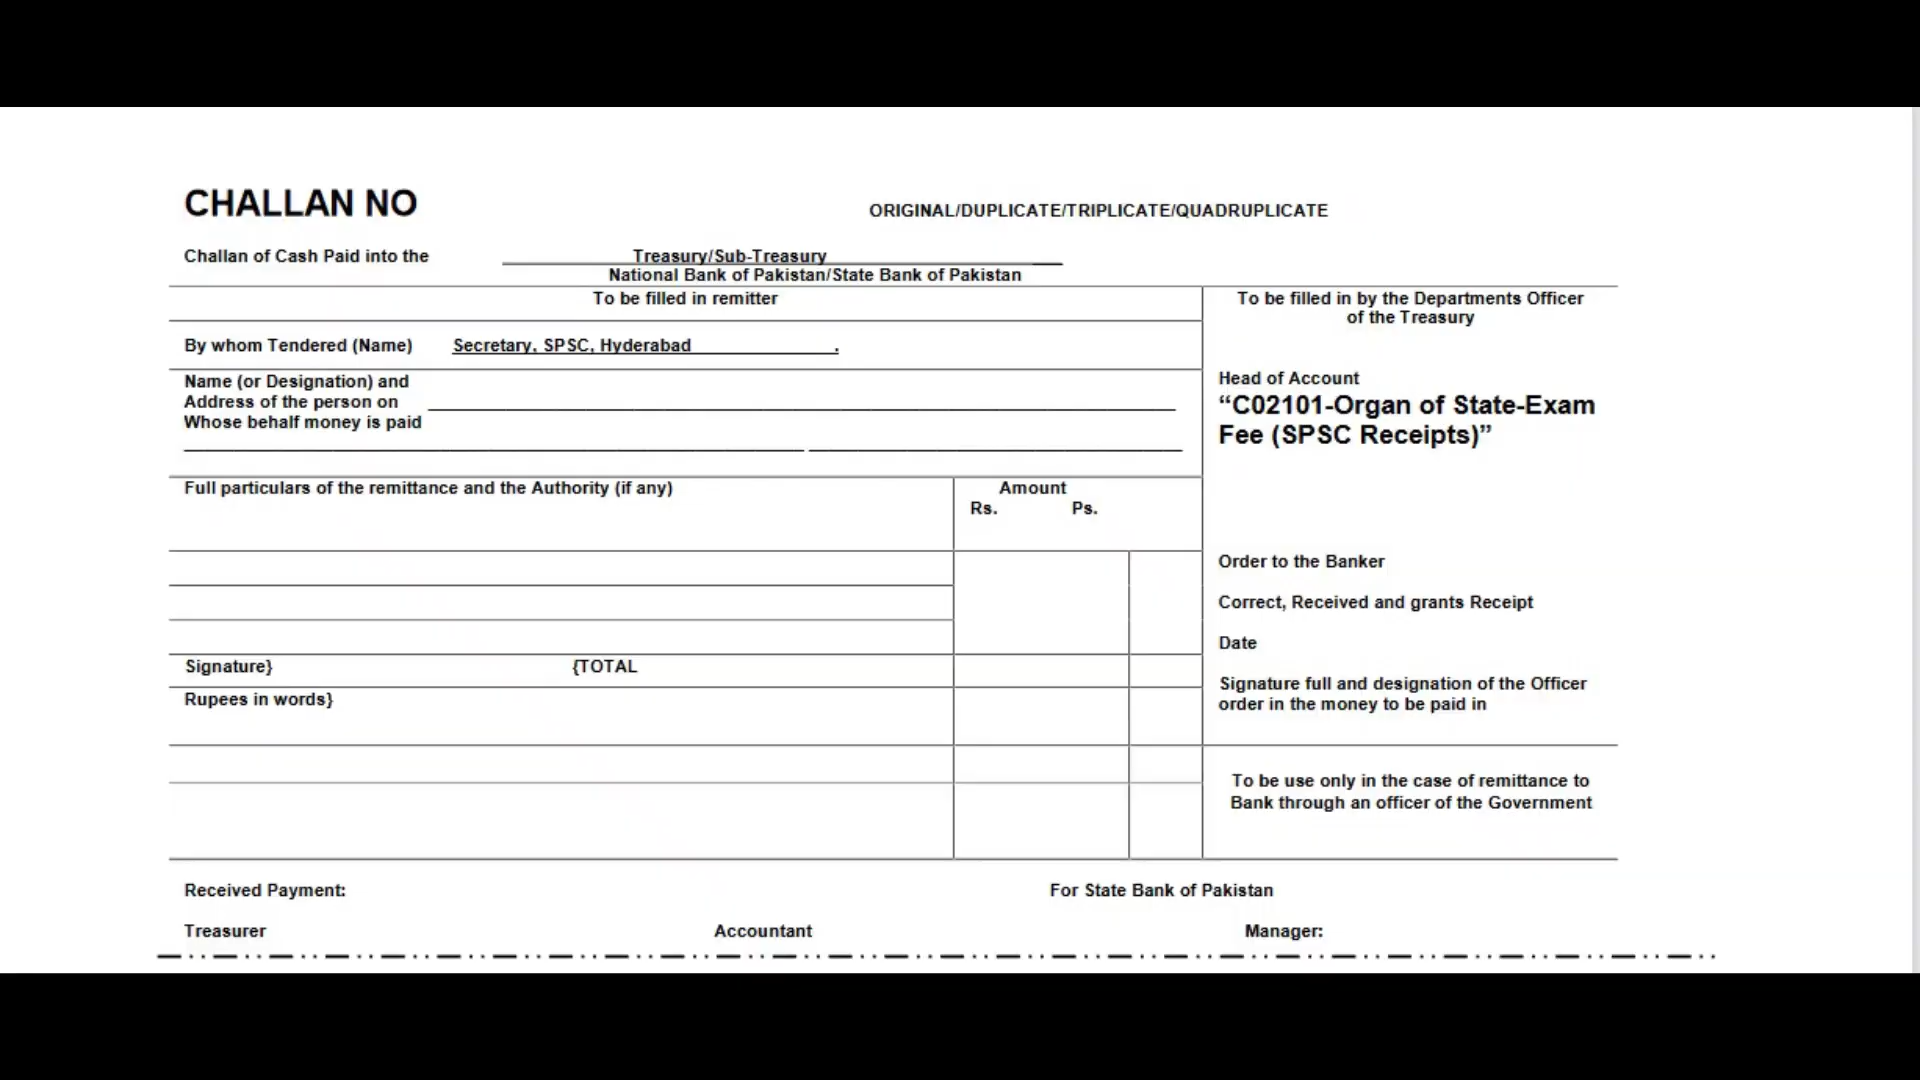 CHALLAN NO
ORIGINAL/DUPLICATE/TRIPLICATE/QUADRUPLICATE
Challan of Cash Paid into the Treasury/Sub-Treasury
National Bank of Pakistan/State Bank of Pakistan
To be filled in remitter
To be filled in by the Departments Officer
of the Treasury
By whom Tendered (Name) Secretary, SPSC, Hyderabad .
Name (or Designation) and
Address of the person on
Whose behalf money is paid
Head of Account
“C02101-Organ of State-Exam
Fee (SPSC Receipts)”
Full particulars of the remittance and the Authority (if any)
Amount
Rs. Ps.
Order to the Banker
Correct, Received and grants Receipt
Date
Signature} {TOTAL
Signature full and designation of the Officer
order in the money to be paid in
Rupees in words}
To be use only in the case of remittance to
Bank through an officer of the Government
Received Payment: For State Bank of Pakistan
Treasurer Accountant Manager: